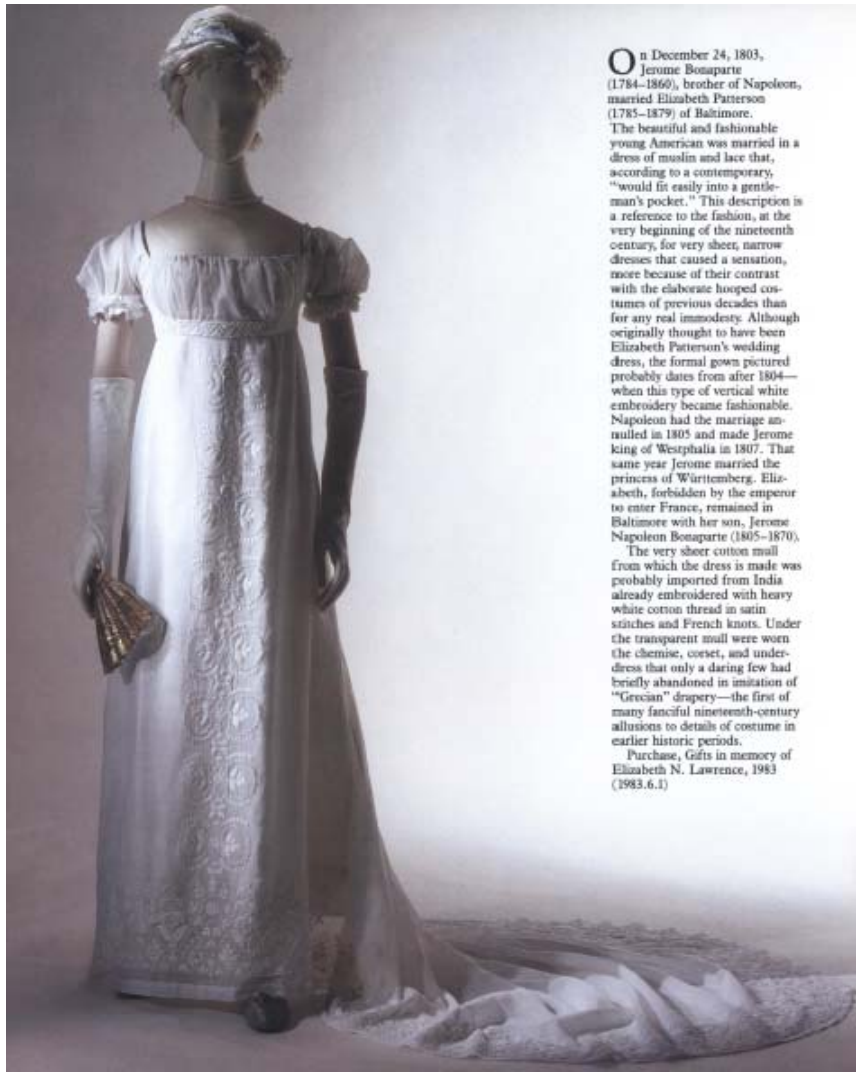 On December 24, 1803,
Jerome Bonaparte
(1784–1860), brother of Napoleon,
married Elizabeth Patterson
(1785–1879) of Baltimore.
The beautiful and fashionable
young American was married in a
dress of muslin and lace that,
according to a contemporary,
"would fit easily into a gentle-
man's pocket." This description is
a reference to the fashion, at the
very beginning of the nineteenth
century, for very sheer, narrow
dresses that caused a sensation,
more because of their contrast
with the elaborate hooped cos-
tumes of previous decades than
for any real immodesty. Although
originally thought to have been
Elizabeth Patterson's wedding
dress, the formal gown pictured
probably dates from after 1804—
when this type of vertical white
embroidery became fashionable.
Napoleon had the marriage an-
nulled in 1805 and made Jerome
king of Westphalia in 1807. That
same year Jerome married the
princess of Württemberg. Eliz-
abeth, forbidden by the emperor
to enter France, remained in
Baltimore with her son, Jerome
Napoleon Bonaparte (1805–1870).
The very sheer cotton mull
from which the dress is made was
probably imported from India
already embroidered with heavy
white cotton thread in satin
stitches and French knots. Under
the transparent mull were worn
the chemise, corset, and under-
dress that only a daring few had
briefly abandoned in imitation of
"Grecian" drapery—the first of
many fanciful nineteenth-century
allusions to details of costume in
earlier historic periods.
Purchase, Gifts in memory of
Elizabeth N. Lawrence, 1983
(1983.6.1)